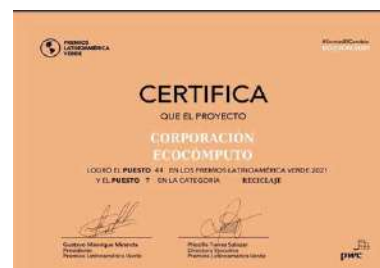 PREMIOS
LATINOAMÉRICA
VERDE
CERTIFICA
QUE EL PROYECTO
CORPORACIÓN
ECOCÓMPUTO
LOGRÓ EL PUESTO 44 EN LOS PREMIOS LATINOAMÉRICA VERDE 2021
Y EL PUESTO 7 EN LA CATEGORÍA RECICLAJE
Gustavo Manrique Miranda
Presidente
Premios Latinoamérica Verde
Priscilla Torres Salazar
Directora Ejecutiva
Premios Latinoamérica Verde
pwc